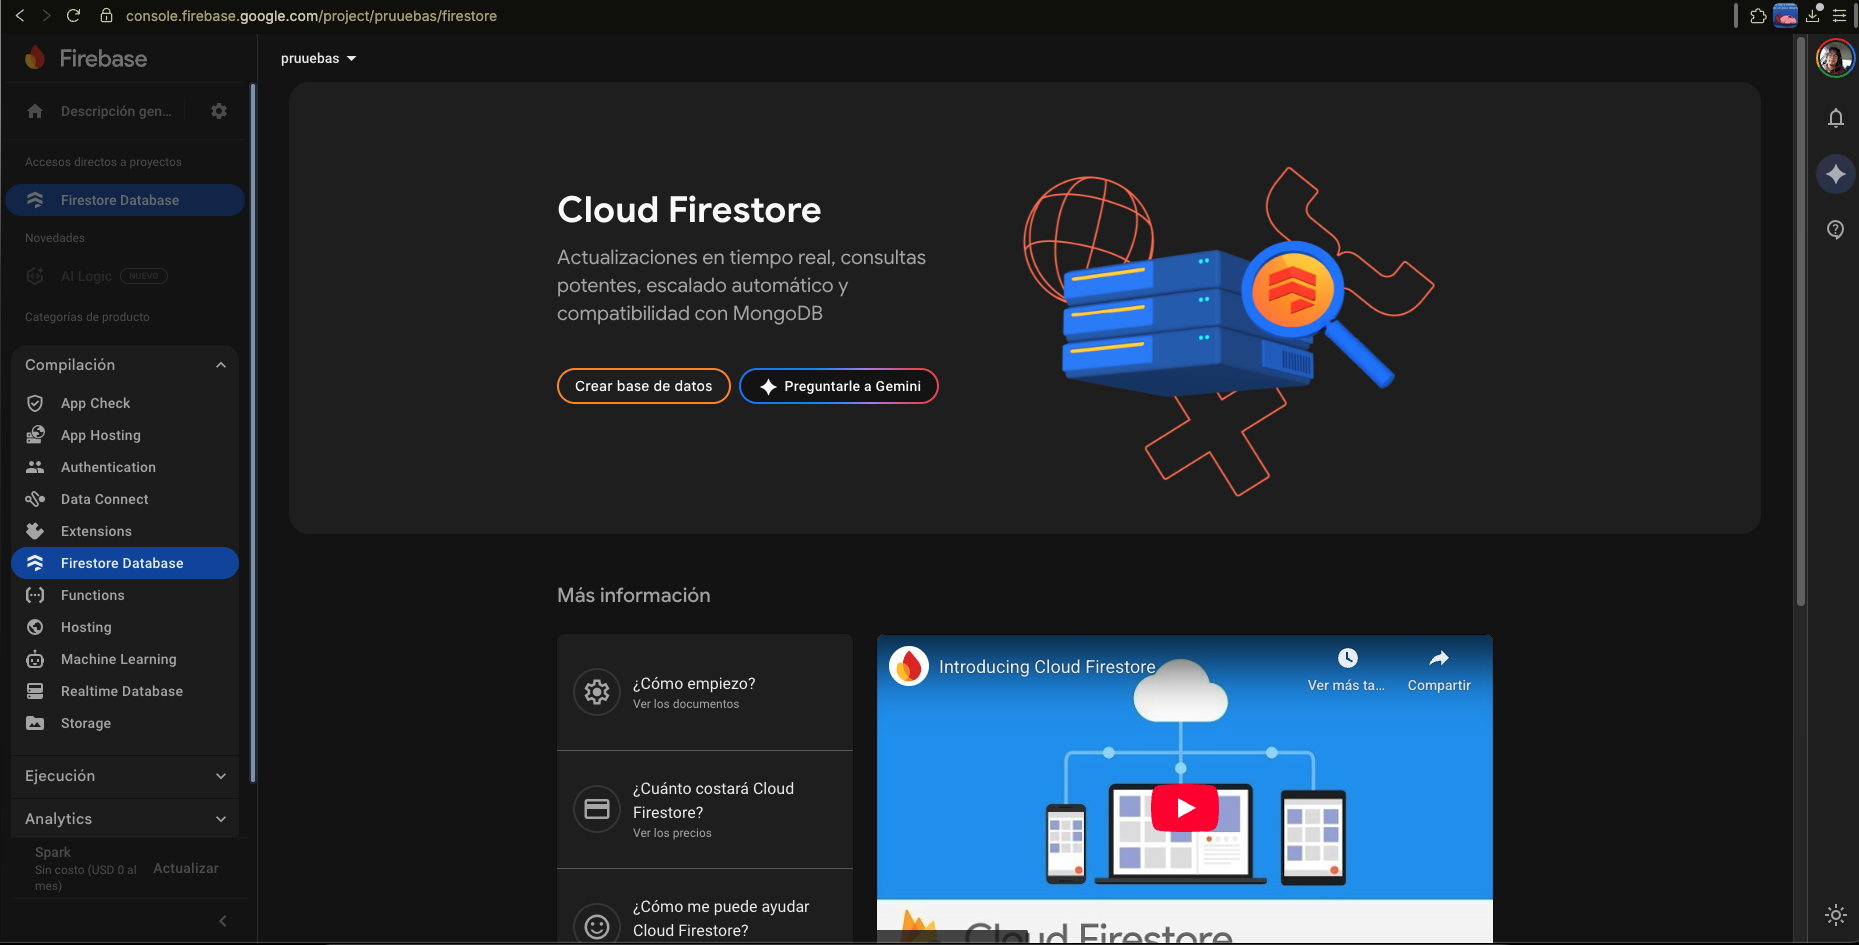 console.firebase.google.com/project/pruuebas/firestore
Firebase
pruuebas
Descripción gen...
Accesos directos a proyectos
Firestore Database
Novedades
AI Logic NUEVO
Categorías de producto
Compilación
App Check
App Hosting
Authentication
Data Connect
Extensions
Firestore Database
Functions
Hosting
Machine Learning
Realtime Database
Storage
Ejecución
Analytics
Spark
Sin costo (USD 0 al
mes)
Actualizar
Cloud Firestore
Actualizaciones en tiempo real, consultas
potentes, escalado automático y
compatibilidad con MongoDB
Crear base de datos
Preguntarle a Gemini
Más información
¿Cómo empiezo?
Ver los documentos
¿Cuánto costará Cloud
Firestore?
Ver los precios
¿Cómo me puede ayudar
Cloud Firestore?
Introducing Cloud Firestore
Ver más ta...
Compartir
Cloud Firestore